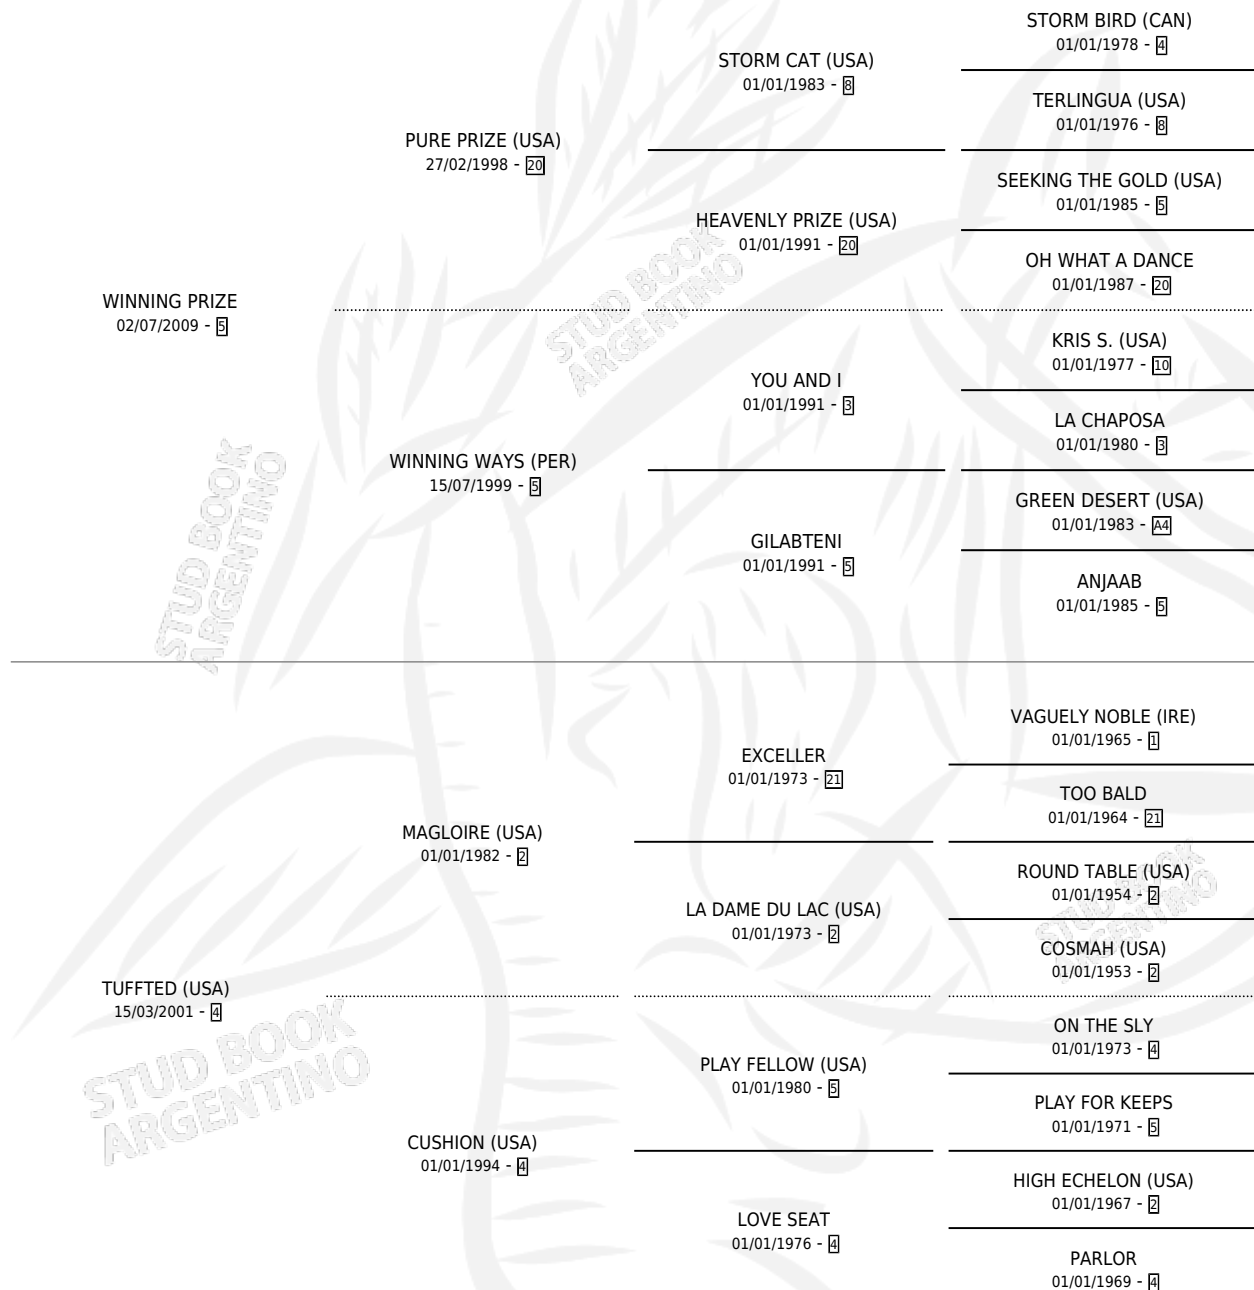 STORM BIRD (CAN)
01/01/1978 - 4
STORM CAT (USA)
01/01/1983 - 8
TERLINGUA (USA)
01/01/1976 - 8
PURE PRIZE (USA)
27/02/1998 - 20
SEEKING THE GOLD (USA)
01/01/1985 - 5
HEAVENLY PRIZE (USA)
01/01/1991 - 20
OH WHAT A DANCE
01/01/1987 - 20
WINNING PRIZE
02/07/2009 - 5
KRIS S. (USA)
01/01/1977 - 10
YOU AND I
01/01/1991 - 3
LA CHAPOSA
01/01/1980 - 3
WINNING WAYS (PER)
15/07/1999 - 5
GREEN DESERT (USA)
01/01/1983 - A4
GILABTENI
01/01/1991 - 5
ANJAAB
01/01/1985 - 5
STUD BOOK
ARGENTINO
STUD BOOK
ARGENTINO
VAGUELY NOBLE (IRE)
01/01/1965 - 1
EXCELLER
01/01/1973 - 21
TOO BALD
01/01/1964 - 21
MAGLOIRE (USA)
01/01/1982 - 2
ROUND TABLE (USA)
01/01/1954 - 2
LA DAME DU LAC (USA)
01/01/1973 - 2
COSMAH (USA)
01/01/1953 - 2
STUD BOOK
ARGENTINO
TUFFTED (USA)
15/03/2001 - 4
ON THE SLY
01/01/1973 - 4
PLAY FELLOW (USA)
01/01/1980 - 5
PLAY FOR KEEPS
01/01/1971 - 5
CUSHION (USA)
01/01/1994 - 4
HIGH ECHELON (USA)
01/01/1967 - 2
LOVE SEAT
01/01/1976 - 4
PARLOR
01/01/1969 - 4
STUD BOOK
ARGENTINO